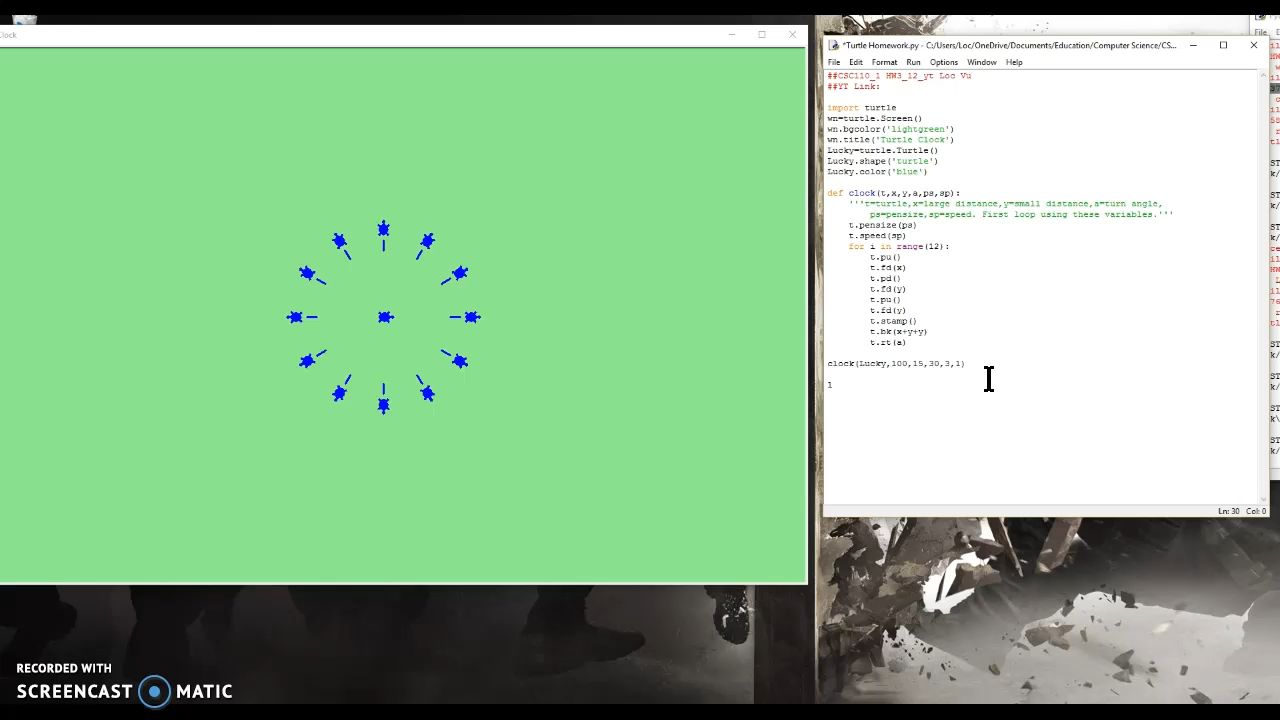 Clock
*Turtle Homework.py - C:/Users/Loc/OneDrive/Documents/Education/Computer Science/CS...
File Edit Format Run Options Window Help
##CSC110_1 HW3_12_yt Loc Vu
##YT Link:
import turtle
wn=turtle.Screen()
wn.bgcolor('lightgreen')
wn.title('Turtle Clock')
Lucky=turtle.Turtle()
Lucky.shape('turtle')
Lucky.color('blue')
def clock(t,x,y,a,ps,sp):
'''t=turtle,x=large distance,y=small distance,a=turn angle,
ps=pensize,sp=speed. First loop using these variables.'''
t.pensize(ps)
t.speed(sp)
for i in range(12):
t.pu()
t.fd(x)
t.pd()
t.fd(y)
t.pu()
t.fd(y)
t.stamp()
t.bk(x+y+y)
t.rt(a)
clock(Lucky,100,15,30,3,1)
1
Ln: 30 Col: 0
RECORDED WITH
SCREENCAST MATIC